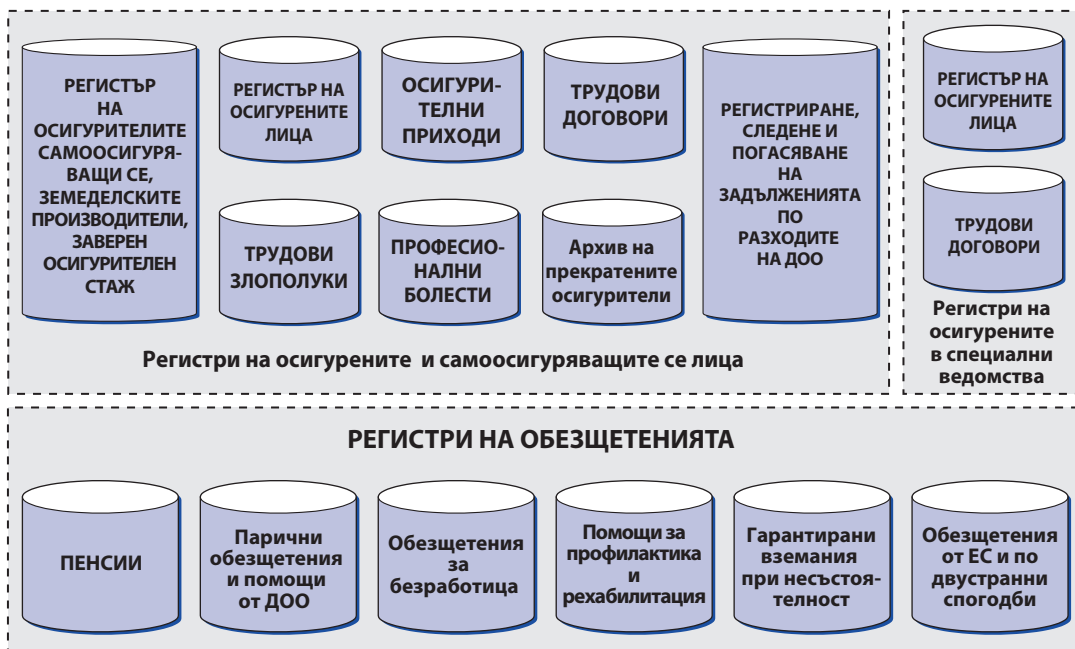 РЕГИСТЪР
НА
ОСИГУРИТЕЛИТЕ
САМООСИГУРЯ-
ВАЩИ СЕ,
ЗЕМЕДЕЛСКИТЕ
ПРОИЗВОДИТЕЛИ,
ЗАВЕРЕН
ОСИГУРИТЕЛЕН
СТАЖ
РЕГИСТЪР НА
ОСИГУРЕНИТЕ
ЛИЦА
ОСИГУРИ-
ТЕЛНИ
ПРИХОДИ
ТРУДОВИ
ДОГОВОРИ
РЕГИСТРИРАНЕ,
СЛЕДЕНЕ И
ПОГАСЯВАНЕ
НА
ЗАДЪЛЖЕНИЯТА
ПО
РАЗХОДИТЕ
НА ДОО
ТРУДОВИ
ЗЛОПОЛУКИ
ПРОФЕСИО-
НАЛНИ
БОЛЕСТИ
Архив на
прекратените
осигурители
Регистри на осигурените и самоосигуряващите се лица
РЕГИСТЪР НА
ОСИГУРЕНИТЕ
ЛИЦА
ТРУДОВИ
ДОГОВОРИ
Регистри на
осигурените
в специални
ведомства
РЕГИСТРИ НА ОБЕЗЩЕТЕНИЯТА
ПЕНСИИ
Парични
обезщетения
и помощи
от ДОО
Обезщетения
за
безработица
Помощи за
профилактика
и
рехабилитация
Гарантирани
вземания
при несъстоя-
телност
Обезщетения
от ЕС и по
двустранни
спогодби